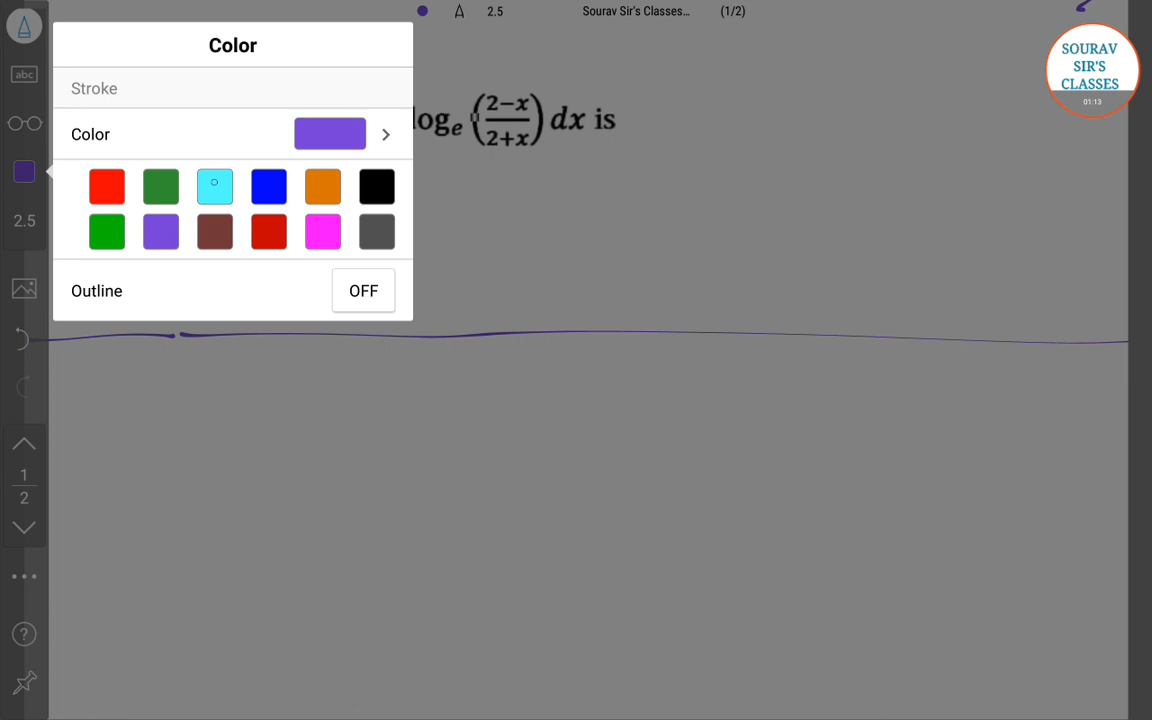 2.5 Sourav Sir's Classes... (1/2)
Color
Stroke
Color
Outline OFF
abc
2.5
1
2
?
loge (2−x/2+x) dx is
SOURAV
SIR'S
CLASSES
01:13